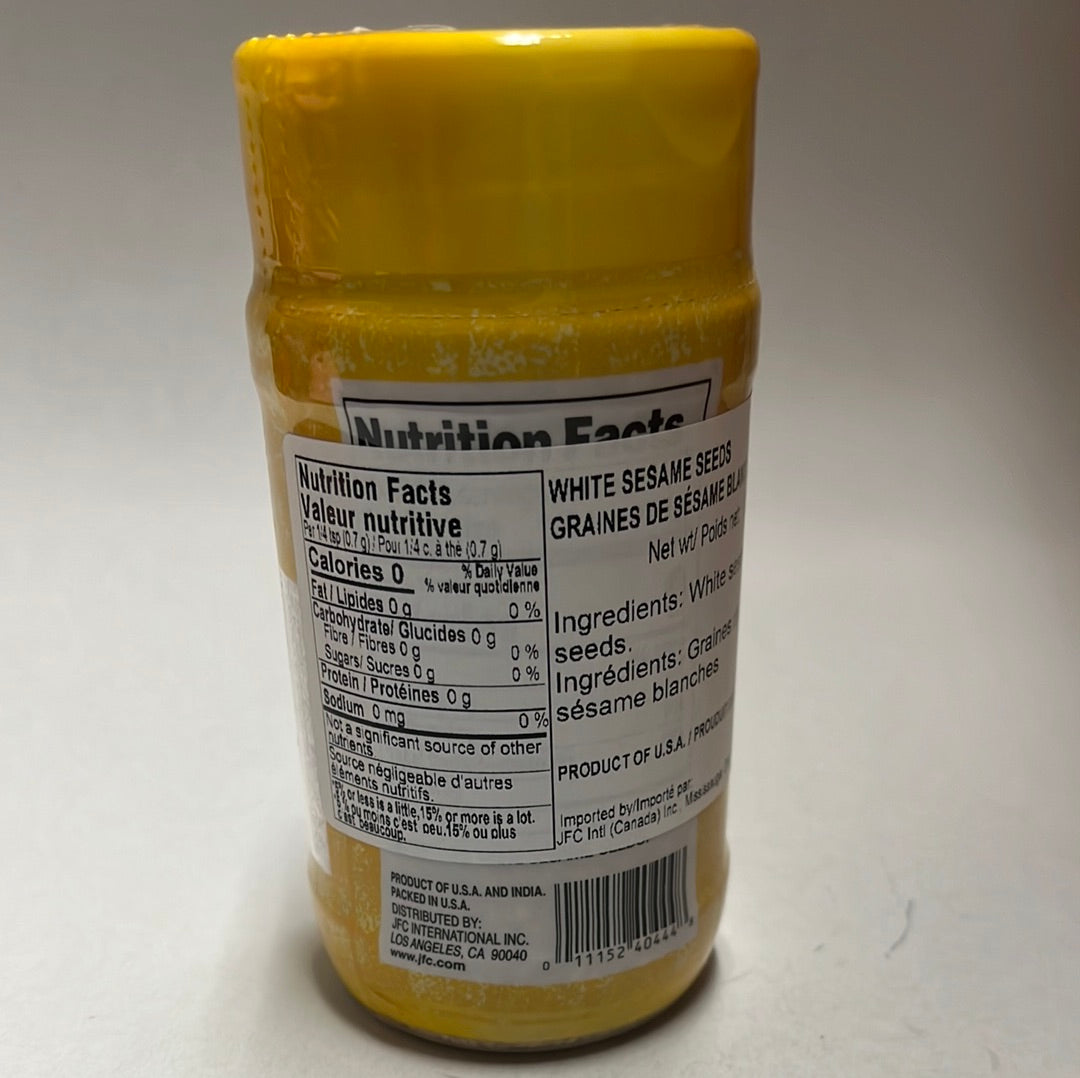 Nutrition Facts
Nutrition Facts
Valeur nutritive
Per 1/4 tsp (0.7 g) / Pour 1/4 c. à thé (0.7 g)
Calories 0
% Daily Value
% valeur quotidienne
Fat / Lipides 0 g 0 %
Carbohydrate/ Glucides 0 g
Fibre / Fibres 0 g 0 %
Sugars/ Sucres 0 g 0 %
Protein / Protéines 0 g
Sodium 0 mg 0 %
Not a significant source of other
nutrients
Source négligeable d'autres
éléments nutritifs.
*5% or less is a little, 15% or more is a lot.
*5% ou moins c'est peu, 15% ou plus
c'est beaucoup.
WHITE SESAME SEEDS
GRAINES DE SÉSAME
Net wt/ Poids
Ingredients: White
seeds.
Ingrédients: Graines
sésame blanches
PRODUCT OF U.S.A. /
Imported by/Importé par:
JFC Intl (Canada) Inc.
PRODUCT OF U.S.A. AND INDIA.
PACKED IN U.S.A.
DISTRIBUTED BY:
JFC INTERNATIONAL INC.
LOS ANGELES, CA 90040
www.jfc.com
0 11152 40444